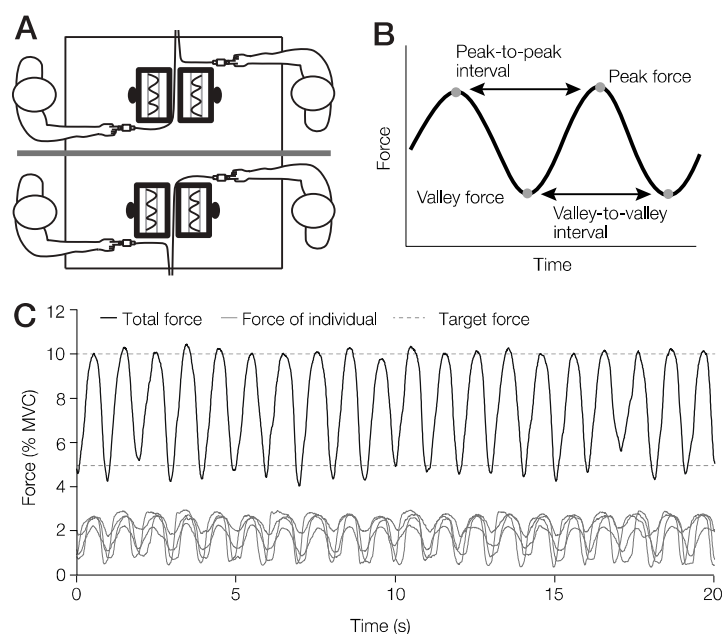 A
B
Peak-to-peak
interval
Peak force
Force
Valley force
Valley-to-valley
interval
Time
C
12
Total force
Force of individual
Target force
10
8
6
4
2
0
Force (% MVC)
0
5
10
15
20
Time (s)